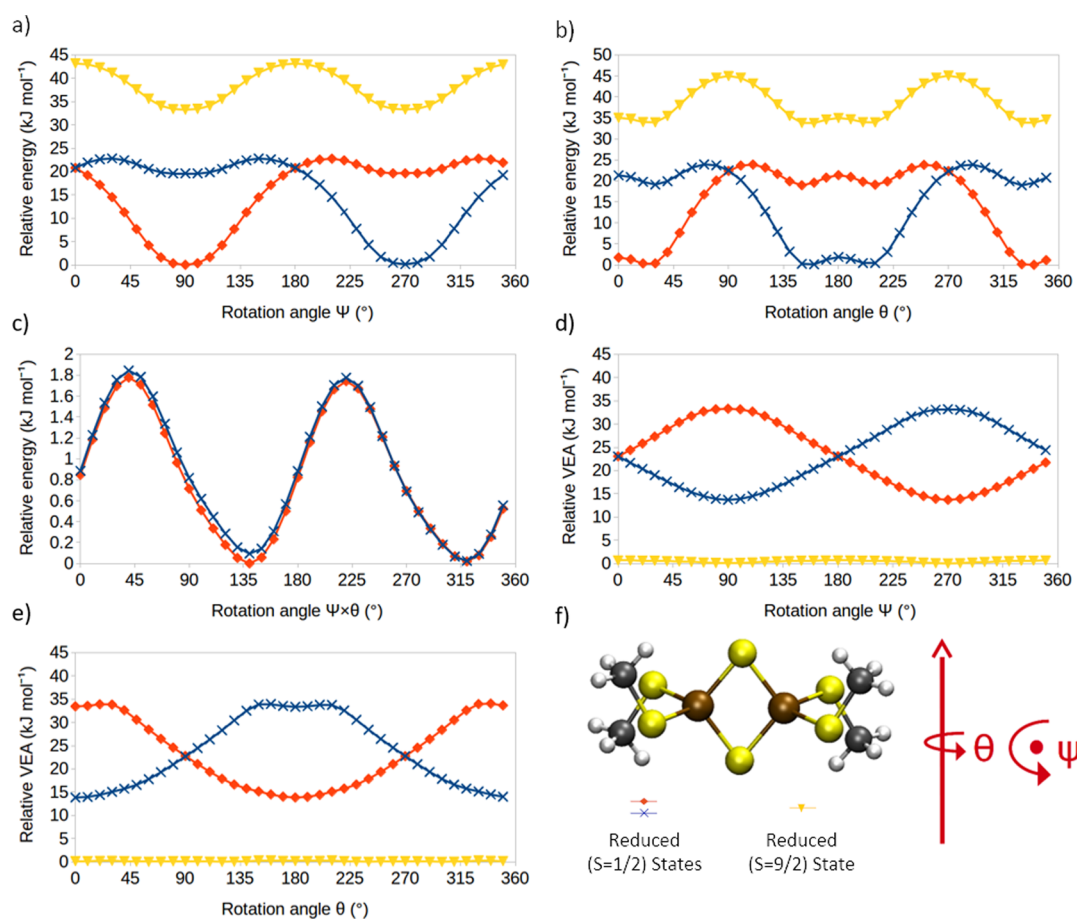 a)
45
40
35
30
25
20
15
10
5
0
Relative energy (kJ mol⁻¹)
0 45 90 135 180 225 270 315 360
Rotation angle Ψ (°)
b)
50
45
40
35
30
25
20
15
10
5
0
Relative energy (kJ mol⁻¹)
0 45 90 135 180 225 270 315 360
Rotation angle θ (°)
c)
2
1.8
1.6
1.4
1.2
1
0.8
0.6
0.4
0.2
0
Relative energy (kJ mol⁻¹)
0 45 90 135 180 225 270 315 360
Rotation angle Ψ×θ (°)
d)
45
40
35
30
25
20
15
10
5
0
Relative VEA (kJ mol⁻¹)
0 45 90 135 180 225 270 315 360
Rotation angle Ψ (°)
e)
45
40
35
30
25
20
15
10
5
0
Relative VEA (kJ mol⁻¹)
0 45 90 135 180 225 270 315 360
Rotation angle θ (°)
f)
θ Ψ
Reduced
(S=1/2) States
Reduced
(S=9/2) State